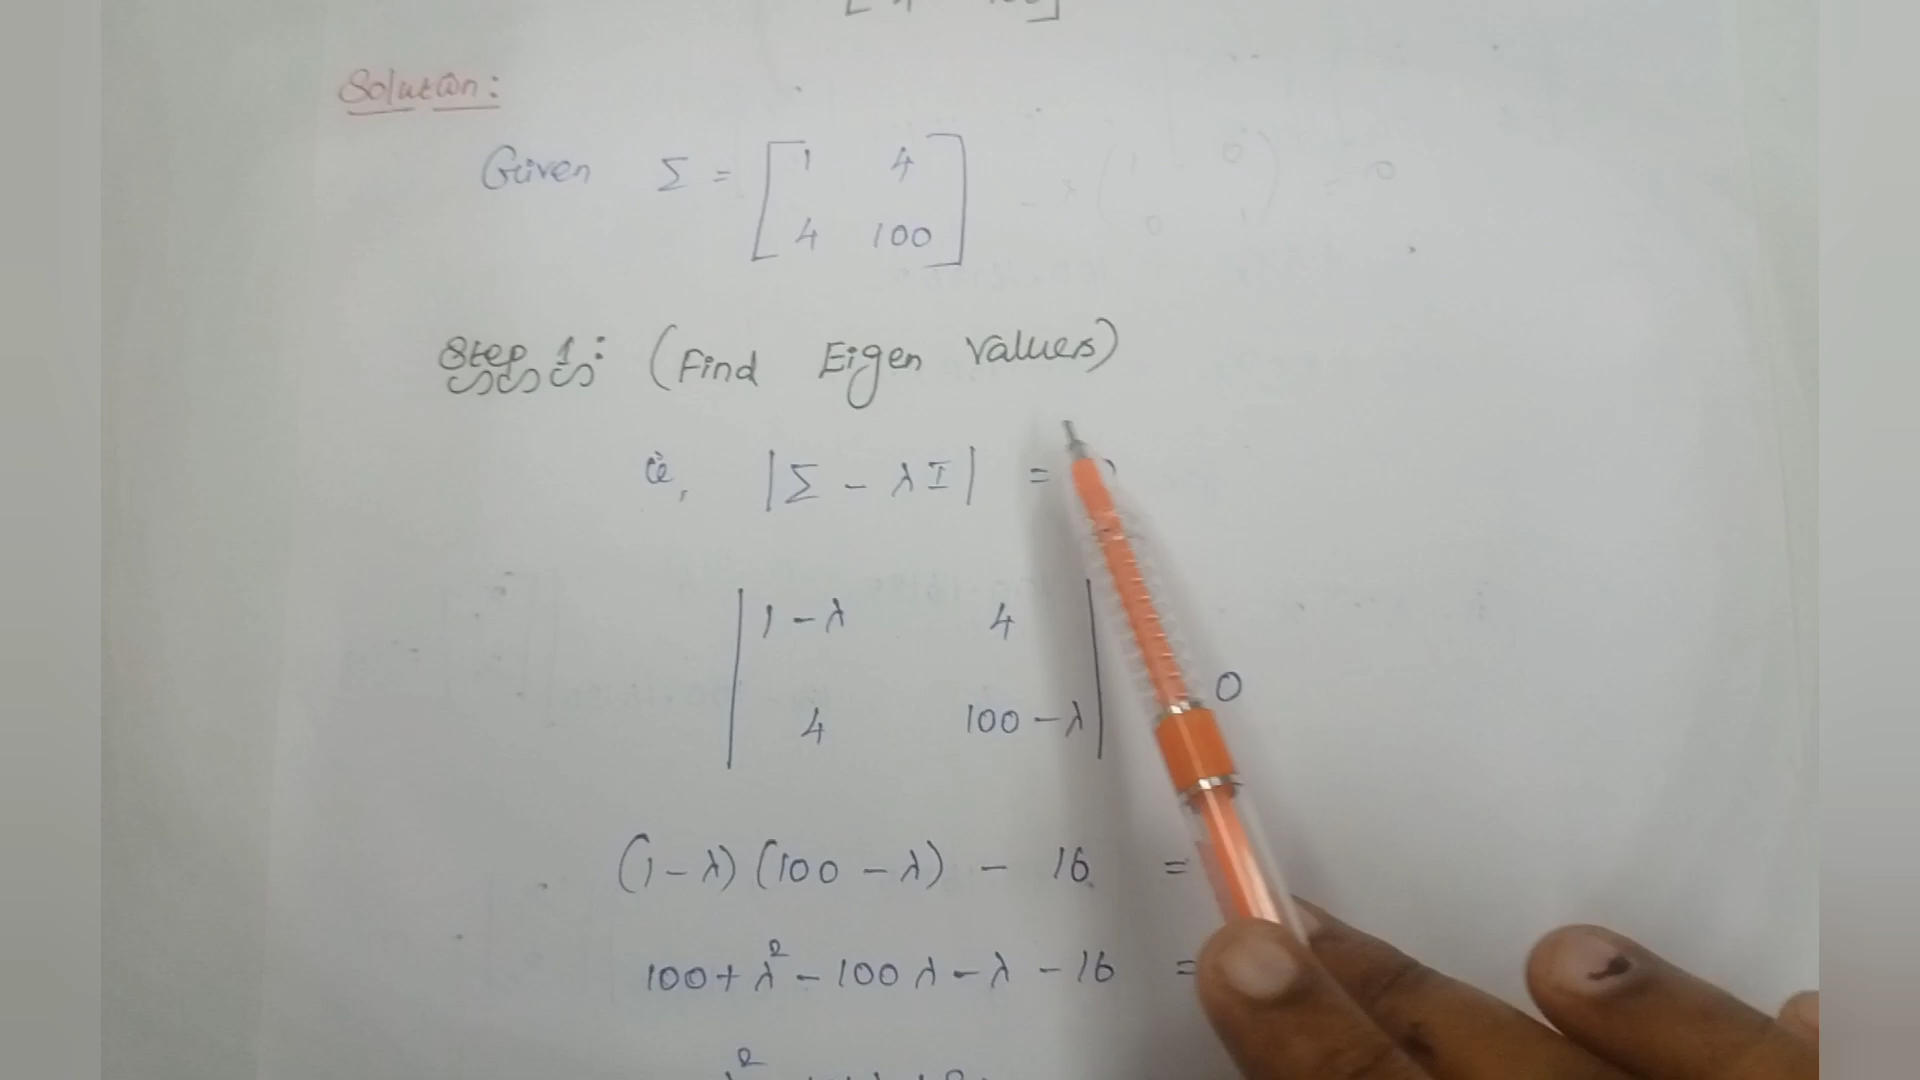 Solution:
Given Σ = [ 1 4
4 100 ]
Step 1: (Find Eigen Values)
ie, |Σ - λI| =
| 1-λ 4
4 100-λ | 0
(1-λ) (100-λ) - 16 =
100 + λ² - 100λ - λ - 16 =